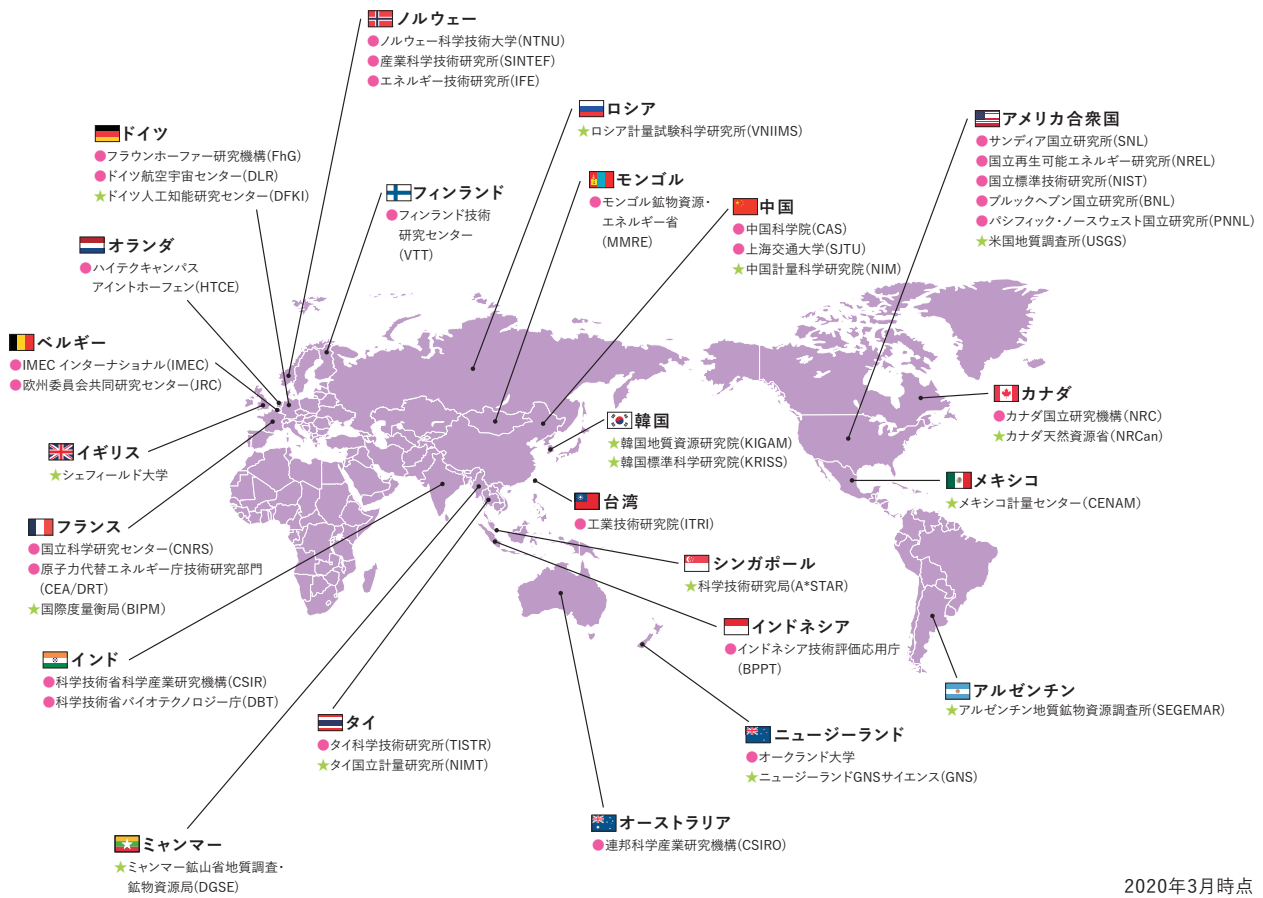 ノルウェー
●ノルウェー科学技術大学(NTNU)
●産業科学技術研究所(SINTEF)
●エネルギー技術研究所(IFE)
ロシア
★ロシア計量試験科学研究所(VNIIMS)
アメリカ合衆国
●サンディア国立研究所(SNL)
●国立再生可能エネルギー研究所(NREL)
●国立標準技術研究所(NIST)
●ブルックヘブン国立研究所(BNL)
●パシフィック・ノースウェスト国立研究所(PNNL)
★米国地質調査所(USGS)
ドイツ
●フラウンホーファー研究機構(FhG)
●ドイツ航空宇宙センター(DLR)
★ドイツ人工知能研究センター(DFKI)
フィンランド
●フィンランド技術
研究センター
(VTT)
モンゴル
●モンゴル鉱物資源・
エネルギー省
(MMRE)
中国
●中国科学院(CAS)
●上海交通大学(SJTU)
★中国計量科学研究院(NIM)
オランダ
●ハイテクキャンパス
アイントホーフェン(HTCE)
ベルギー
●IMEC インターナショナル(IMEC)
●欧州委員会共同研究センター(JRC)
カナダ
●カナダ国立研究機構(NRC)
★カナダ天然資源省(NRCan)
韓国
★韓国地質資源研究院(KIGAM)
★韓国標準科学研究院(KRISS)
イギリス
★シェフィールド大学
メキシコ
★メキシコ計量センター(CENAM)
台湾
●工業技術研究院(ITRI)
フランス
●国立科学研究センター(CNRS)
●原子力代替エネルギー庁技術研究部門
(CEA/DRT)
★国際度量衡局(BIPM)
シンガポール
★科学技術研究局(A*STAR)
インドネシア
●インドネシア技術評価応用庁
(BPPT)
インド
●科学技術省科学産業研究機構(CSIR)
●科学技術省バイオテクノロジー庁(DBT)
アルゼンチン
★アルゼンチン地質鉱物資源調査所(SEGEMAR)
タイ
●タイ科学技術研究所(TISTR)
★タイ国立計量研究所(NIMT)
ニュージーランド
●オークランド大学
★ニュージーランドGNSサイエンス(GNS)
オーストラリア
●連邦科学産業研究機構(CSIRO)
ミャンマー
★ミャンマー鉱山省地質調査・
鉱物資源局(DGSE)
2020年3月時点